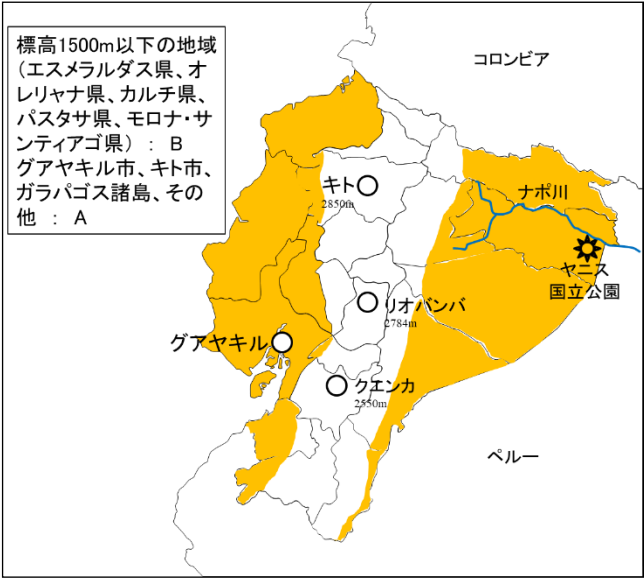 標高1500m以下の地域
（エスメラルダス県、オ
レリャナ県、カルチ県、
パスタサ県、モロナ・サ
ンティアゴ県） ： B
グアヤキル市、キト市、
ガラパゴス諸島、その
他 ： A
コロンビア
キト
2850m
ナポ川
ヤニス
国立公園
リオバンバ
2784m
グアヤキル
クエンカ
2550m
ペルー